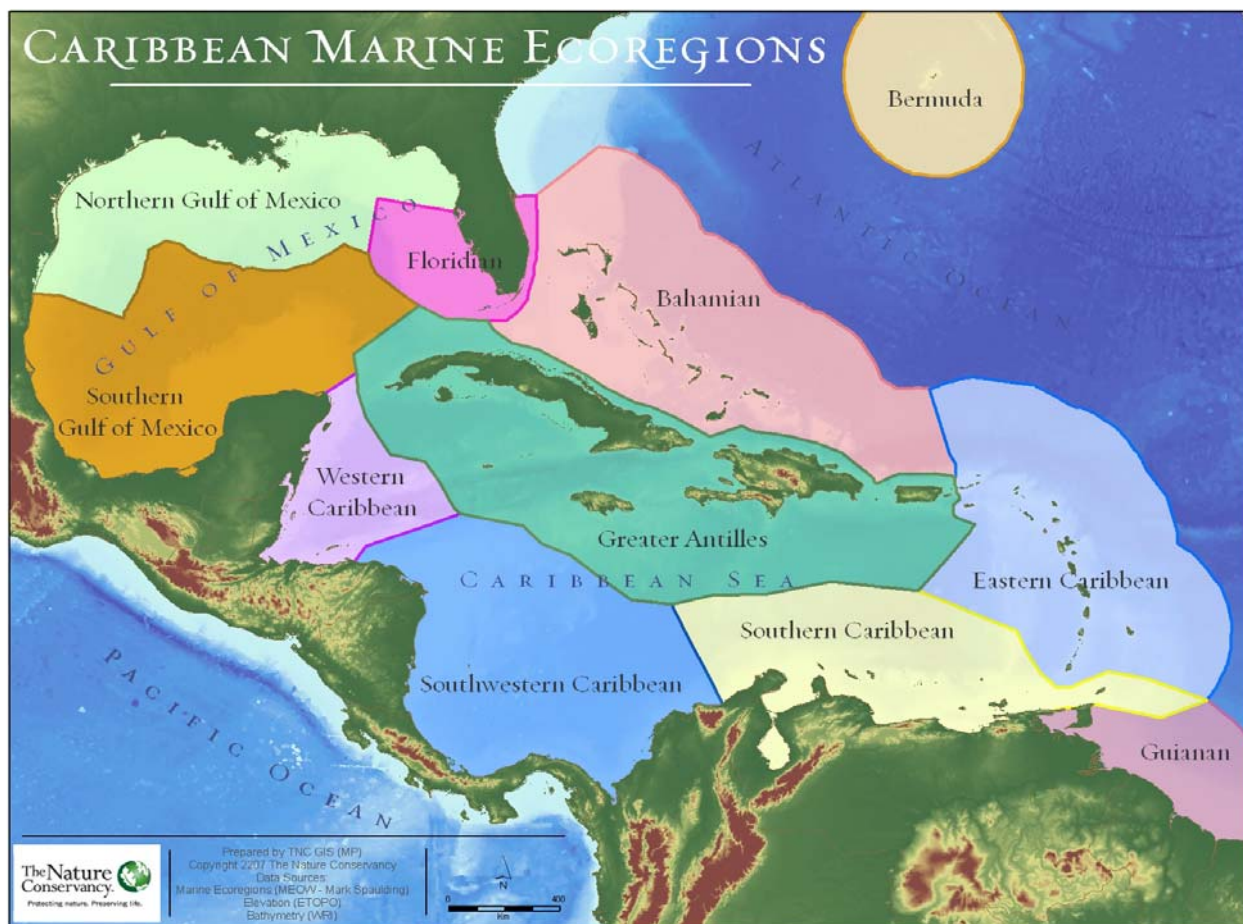 CARIBBEAN MARINE ECOREGIONS
Bermuda
ATLANTIC OCEAN
Northern Gulf of Mexico
GULF OF MEXICO
Floridian
Bahamian
Southern
Gulf of Mexico
Western
Caribbean
Greater Antilles
CARIBBEAN SEA
Eastern Caribbean
Southern Caribbean
Southwestern Caribbean
PACIFIC OCEAN
Guianan
The Nature
Conservancy.
Protecting nature. Preserving life.
Prepared by TNC GIS (MP)
Copyright 2207 The Nature Conservancy
Data Sources:
Marine Ecoregions (MEOW - Mark Spaulding)
Elevation (ETOPO)
Bathymetry (WRI)
N
0 400
Km